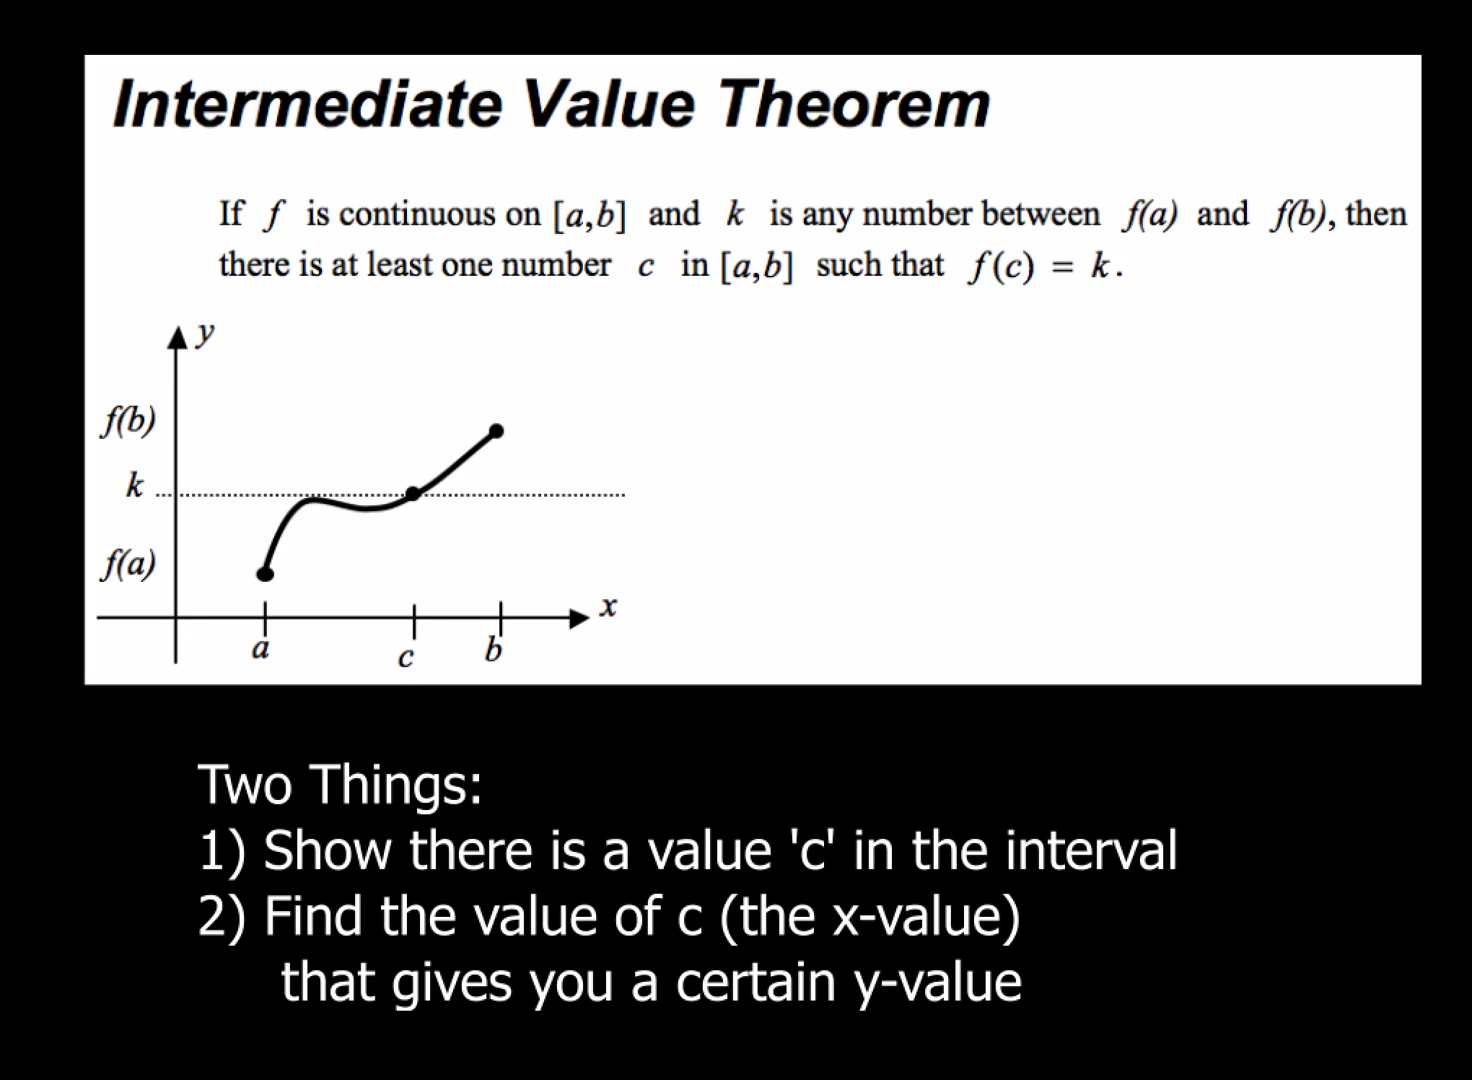 Intermediate Value Theorem
If f is continuous on [a,b] and k is any number between f(a) and f(b), then
there is at least one number c in [a,b] such that f(c) = k.
y
f(b)
k
f(a)
x
a
c
b
Two Things:
1) Show there is a value 'c' in the interval
2) Find the value of c (the x-value)
that gives you a certain y-value